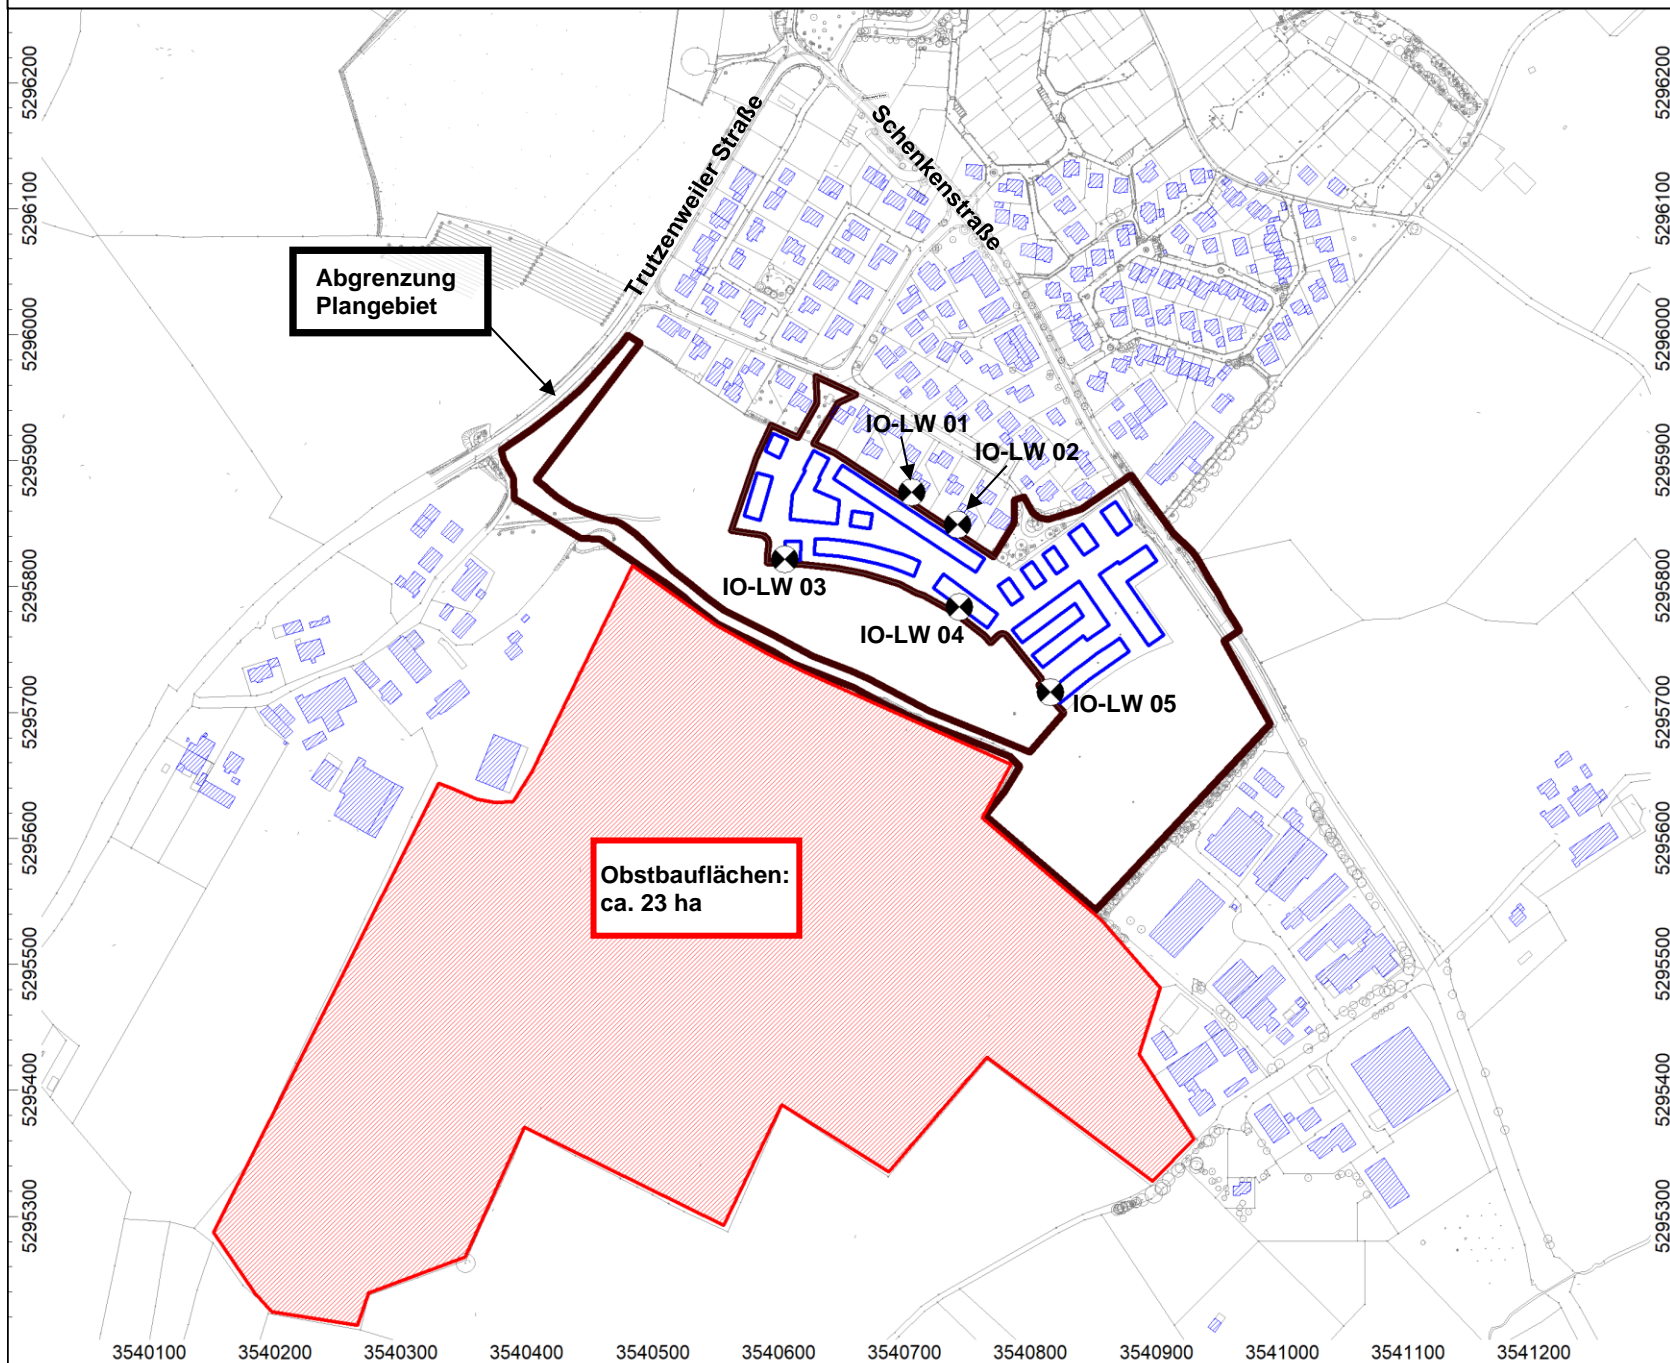 Trutzenweiler Straße
Schenkenstraße
Abgrenzung
Plangebiet
IO-LW 01
IO-LW 02
IO-LW 03
IO-LW 04
IO-LW 05
Obstbauflächen:
ca. 23 ha
5296200
5296100
5296000
5295900
5295800
5295700
5295600
5295500
5295400
5295300
5296200
5296100
5296000
5295900
5295800
5295700
5295600
5295500
5295400
5295300
3540100 3540200 3540300 3540400 3540500 3540600 3540700 3540800 3540900 3541000 3541100 3541200